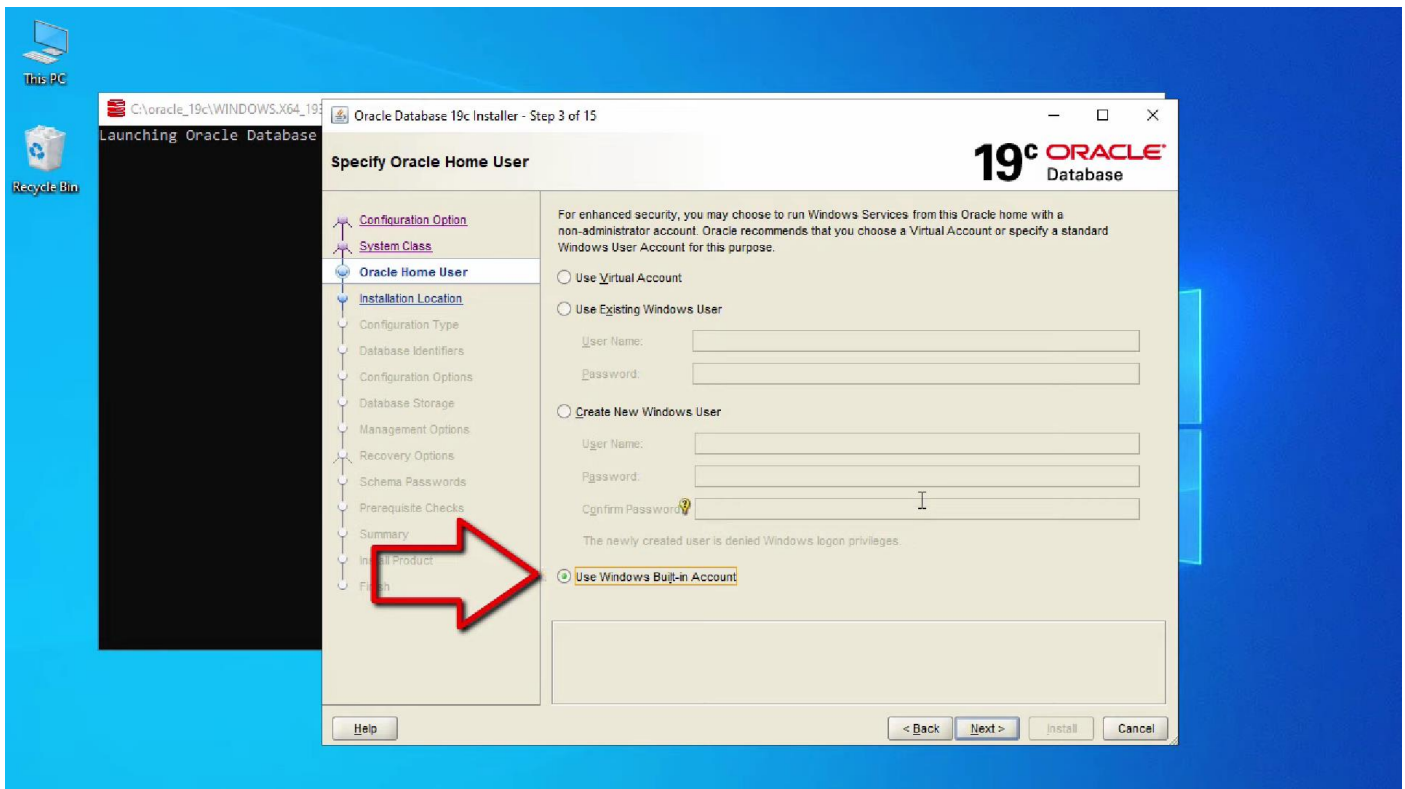 This PC
Recycle Bin
C:\oracle_19c\WINDOWS.X64_193
Launching Oracle Database
Oracle Database 19c Installer - Step 3 of 15
Specify Oracle Home User
19c ORACLE
Database
Configuration Option
System Class
Oracle Home User
Installation Location
Configuration Type
Database Identifiers
Configuration Options
Database Storage
Management Options
Recovery Options
Schema Passwords
Prerequisite Checks
Summary
Install Product
Finish
For enhanced security, you may choose to run Windows Services from this Oracle home with a
non-administrator account. Oracle recommends that you choose a Virtual Account or specify a standard
Windows User Account for this purpose.
Use Virtual Account
Use Existing Windows User
User Name:
Password:
Create New Windows User
User Name:
Password:
Confirm Password
The newly created user is denied Windows logon privileges.
Use Windows Built-in Account
Help
< Back
Next >
Install
Cancel